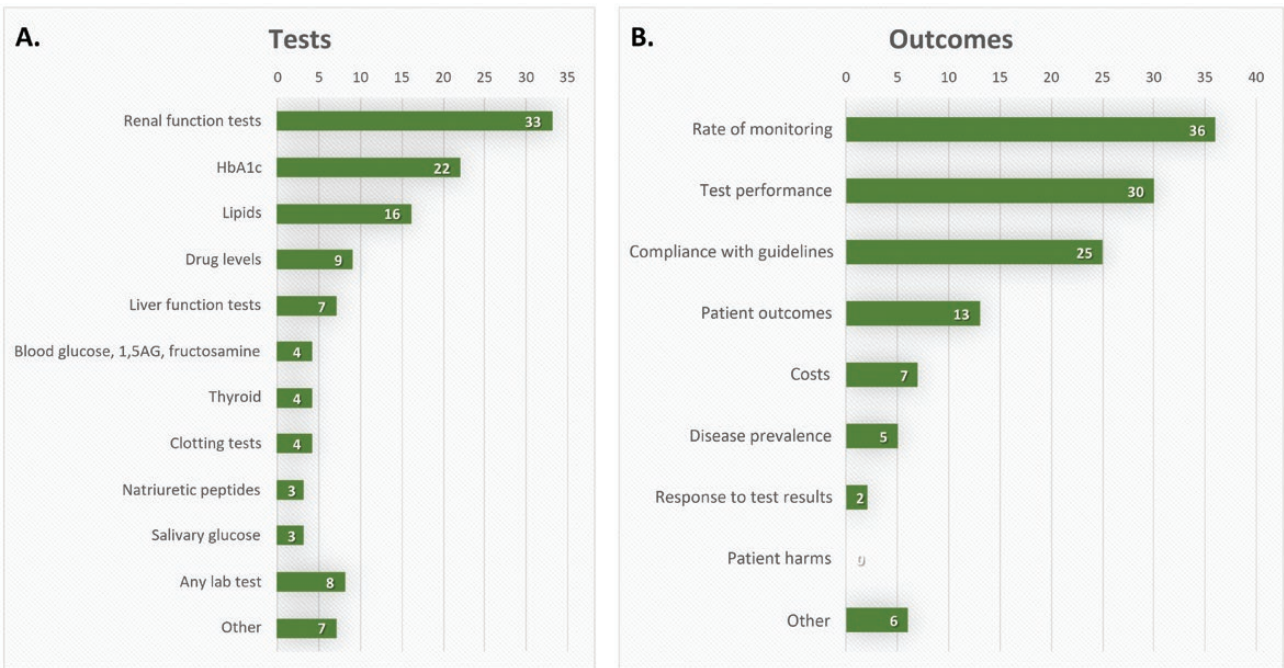 A.
Tests
0 5 10 15 20 25 30 35
Renal function tests 33
HbA1c 22
Lipids 16
Drug levels 9
Liver function tests 7
Blood glucose, 1,5AG, fructosamine 4
Thyroid 4
Clotting tests 4
Natriuretic peptides 3
Salivary glucose 3
Any lab test 8
Other 7
B.
Outcomes
0 5 10 15 20 25 30 35 40
Rate of monitoring 36
Test performance 30
Compliance with guidelines 25
Patient outcomes 13
Costs 7
Disease prevalence 5
Response to test results 2
Patient harms 0
Other 6